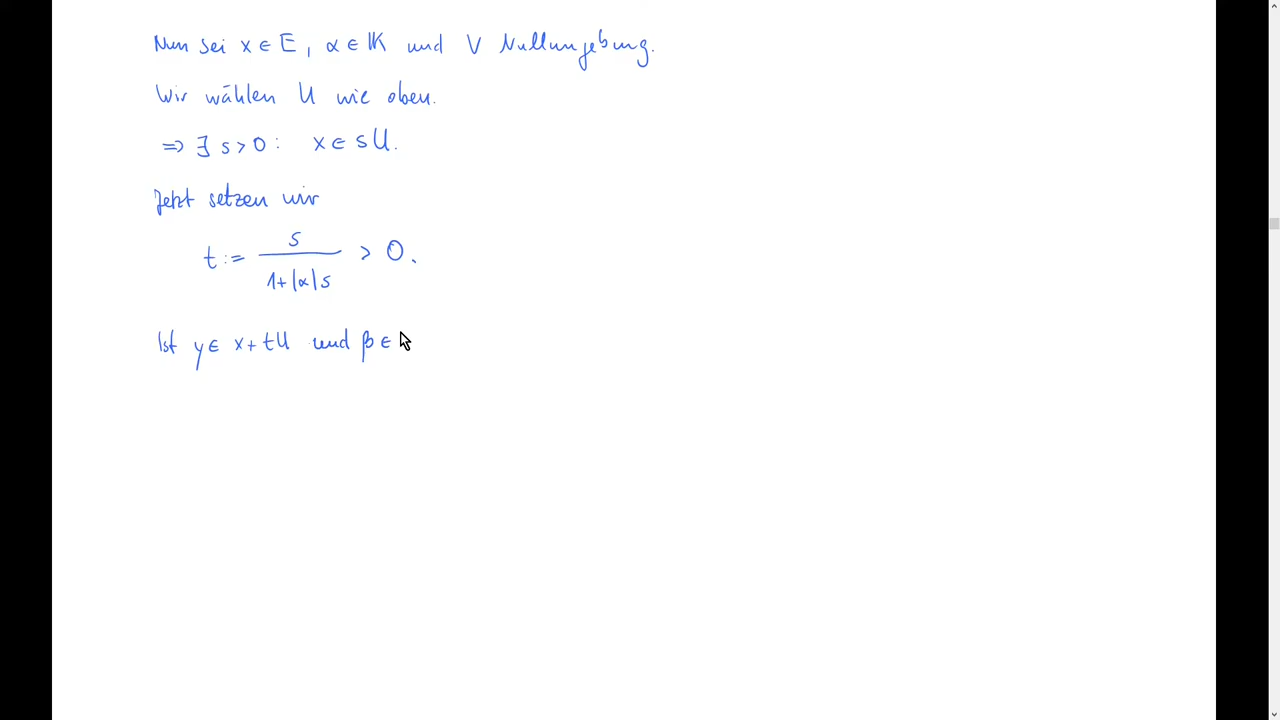 Nun sei x ∈ E, α ∈ 𝕂 und V Nullumgebung.
Wir wählen U wie oben.
⇒ ∃ s > 0 : x ∈ sU.
Jetzt setzen wir
t := s / (1+|α|s) > 0.
Ist y ∈ x + tU und β ∈